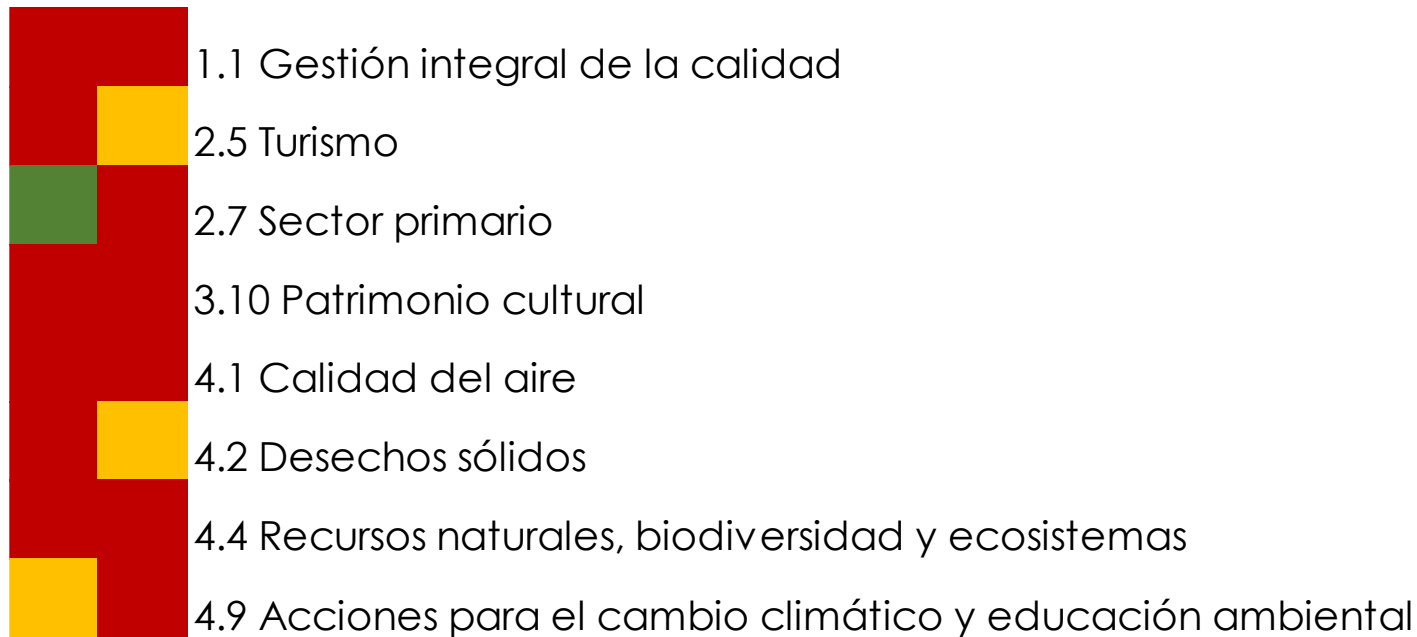 1.1 Gestión integral de la calidad
2.5 Turismo
2.7 Sector primario
3.10 Patrimonio cultural
4.1 Calidad del aire
4.2 Desechos sólidos
4.4 Recursos naturales, biodiversidad y ecosistemas
4.9 Acciones para el cambio climático y educación ambiental